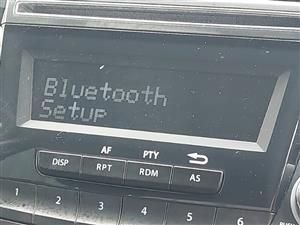 Bluetooth
Setup
AF PTY
DISP RPT RDM AS
1 2 3 4 5 6